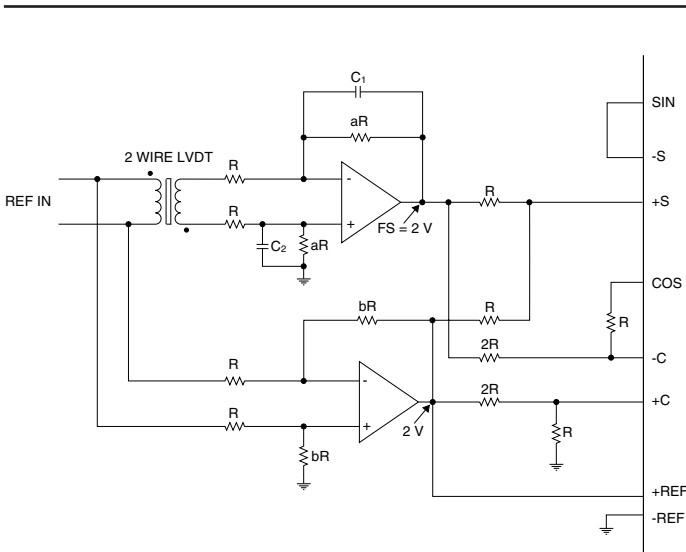 C1
aR
SIN
2 WIRE LVDT
R
-S
-
R
REF IN
R
+S
+
FS = 2 V
C2
aR
COS
bR
R
R
2R
-C
R
-
2R
+C
R
+
2 V
R
bR
+REF
-REF